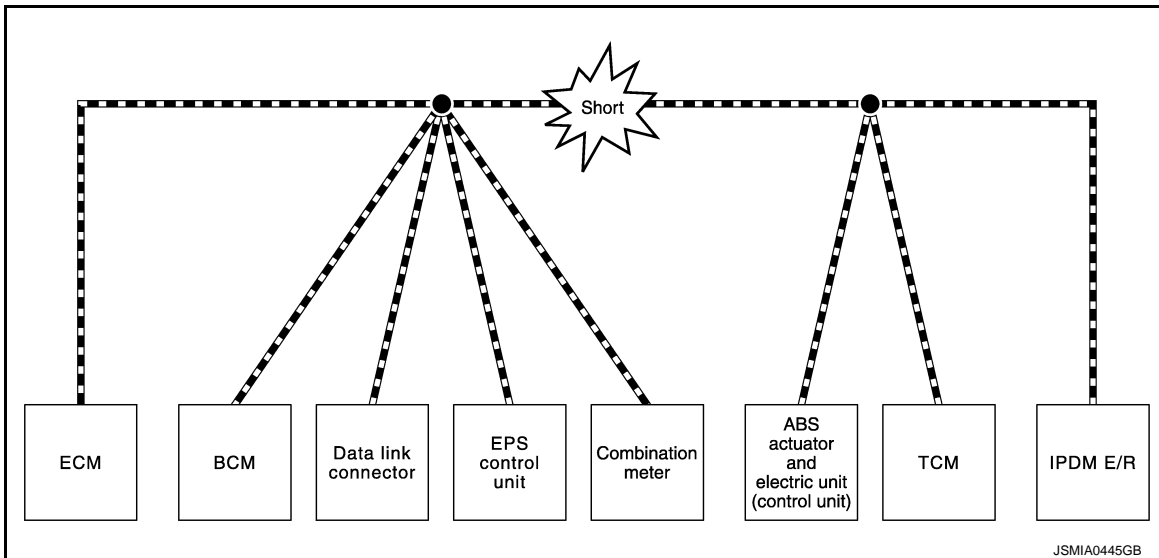 Short
ECM
BCM
Data link
connector
EPS
control
unit
Combination
meter
ABS
actuator
and
electric unit
(control unit)
TCM
IPDM E/R
JSMIA0445GB